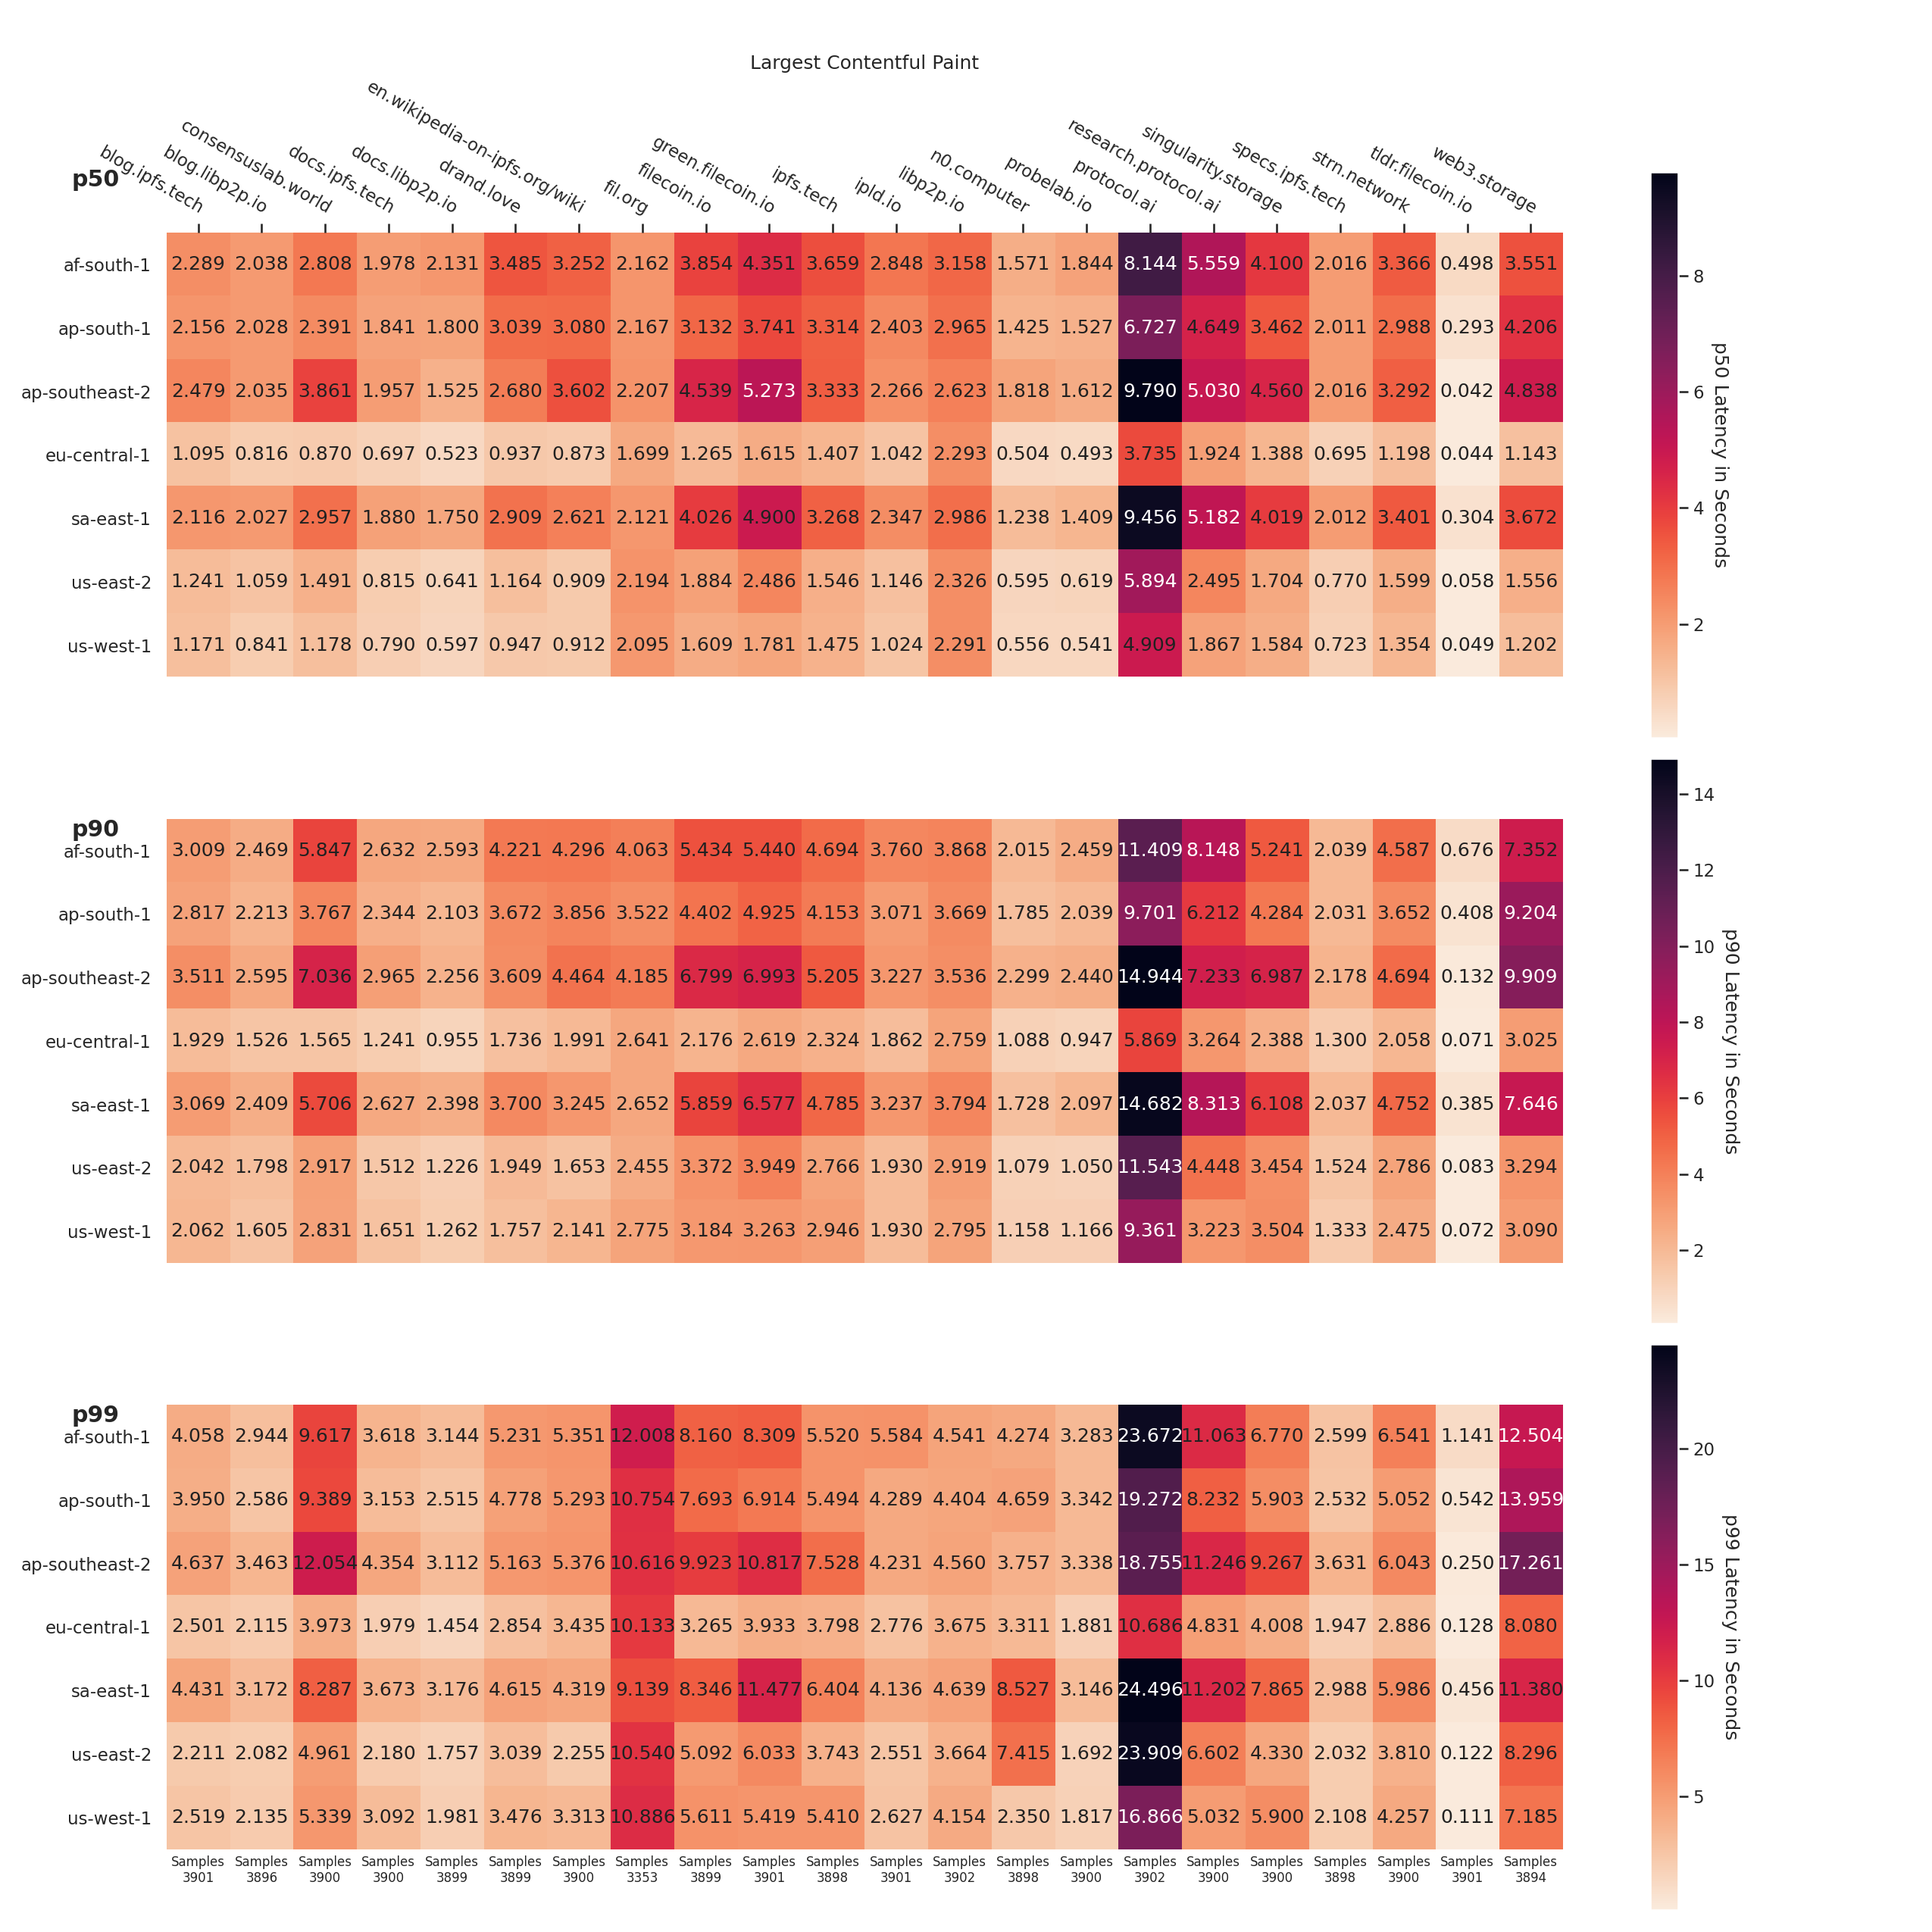 Largest Contentful Paint
p50
blog.ipfs.tech
blog.libp2p.io
consensuslab.world
docs.ipfs.tech
docs.libp2p.io
drand.love
en.wikipedia-on-ipfs.org/wiki
fil.org
filecoin.io
green.filecoin.io
ipfs.tech
ipld.io
libp2p.io
n0.computer
probelab.io
protocol.ai
research.protocol.ai
singularity.storage
specs.ipfs.tech
strn.network
tldr.filecoin.io
web3.storage
af-south-1 2.289 2.038 2.808 1.978 2.131 3.485 3.252 2.162 3.854 4.351 3.659 2.848 3.158 1.571 1.844 8.144 5.559 4.100 2.016 3.366 0.498 3.551
ap-south-1 2.156 2.028 2.391 1.841 1.800 3.039 3.080 2.167 3.132 3.741 3.314 2.403 2.965 1.425 1.527 6.727 4.649 3.462 2.011 2.988 0.293 4.206
ap-southeast-2 2.479 2.035 3.861 1.957 1.525 2.680 3.602 2.207 4.539 5.273 3.333 2.266 2.623 1.818 1.612 9.790 5.030 4.560 2.016 3.292 0.042 4.838
eu-central-1 1.095 0.816 0.870 0.697 0.523 0.937 0.873 1.699 1.265 1.615 1.407 1.042 2.293 0.504 0.493 3.735 1.924 1.388 0.695 1.198 0.044 1.143
sa-east-1 2.116 2.027 2.957 1.880 1.750 2.909 2.621 2.121 4.026 4.900 3.268 2.347 2.986 1.238 1.409 9.456 5.182 4.019 2.012 3.401 0.304 3.672
us-east-2 1.241 1.059 1.491 0.815 0.641 1.164 0.909 2.194 1.884 2.486 1.546 1.146 2.326 0.595 0.619 5.894 2.495 1.704 0.770 1.599 0.058 1.556
us-west-1 1.171 0.841 1.178 0.790 0.597 0.947 0.912 2.095 1.609 1.781 1.475 1.024 2.291 0.556 0.541 4.909 1.867 1.584 0.723 1.354 0.049 1.202
8
6
4
2
p50 Latency in Seconds
p90
af-south-1 3.009 2.469 5.847 2.632 2.593 4.221 4.296 4.063 5.434 5.440 4.694 3.760 3.868 2.015 2.459 11.409 8.148 5.241 2.039 4.587 0.676 7.352
ap-south-1 2.817 2.213 3.767 2.344 2.103 3.672 3.856 3.522 4.402 4.925 4.153 3.071 3.669 1.785 2.039 9.701 6.212 4.284 2.031 3.652 0.408 9.204
ap-southeast-2 3.511 2.595 7.036 2.965 2.256 3.609 4.464 4.185 6.799 6.993 5.205 3.227 3.536 2.299 2.440 14.944 7.233 6.987 2.178 4.694 0.132 9.909
eu-central-1 1.929 1.526 1.565 1.241 0.955 1.736 1.991 2.641 2.176 2.619 2.324 1.862 2.759 1.088 0.947 5.869 3.264 2.388 1.300 2.058 0.071 3.025
sa-east-1 3.069 2.409 5.706 2.627 2.398 3.700 3.245 2.652 5.859 6.577 4.785 3.237 3.794 1.728 2.097 14.682 8.313 6.108 2.037 4.752 0.385 7.646
us-east-2 2.042 1.798 2.917 1.512 1.226 1.949 1.653 2.455 3.372 3.949 2.766 1.930 2.919 1.079 1.050 11.543 4.448 3.454 1.524 2.786 0.083 3.294
us-west-1 2.062 1.605 2.831 1.651 1.262 1.757 2.141 2.775 3.184 3.263 2.946 1.930 2.795 1.158 1.166 9.361 3.223 3.504 1.333 2.475 0.072 3.090
14
12
10
8
6
4
2
p90 Latency in Seconds
p99
af-south-1 4.058 2.944 9.617 3.618 3.144 5.231 5.351 12.008 8.160 8.309 5.520 5.584 4.541 4.274 3.283 23.672 11.063 6.770 2.599 6.541 1.141 12.504
ap-south-1 3.950 2.586 9.389 3.153 2.515 4.778 5.293 10.754 7.693 6.914 5.494 4.289 4.404 4.659 3.342 19.272 8.232 5.903 2.532 5.052 0.542 13.959
ap-southeast-2 4.637 3.463 12.054 4.354 3.112 5.163 5.376 10.616 9.923 10.817 7.528 4.231 4.560 3.757 3.338 18.755 11.246 9.267 3.631 6.043 0.250 17.261
eu-central-1 2.501 2.115 3.973 1.979 1.454 2.854 3.435 10.133 3.265 3.933 3.798 2.776 3.675 3.311 1.881 10.686 4.831 4.008 1.947 2.886 0.128 8.080
sa-east-1 4.431 3.172 8.287 3.673 3.176 4.615 4.319 9.139 8.346 11.477 6.404 4.136 4.639 8.527 3.146 24.496 11.202 7.865 2.988 5.986 0.456 11.380
us-east-2 2.211 2.082 4.961 2.180 1.757 3.039 2.255 10.540 5.092 6.033 3.743 2.551 3.664 7.415 1.692 23.909 6.602 4.330 2.032 3.810 0.122 8.296
us-west-1 2.519 2.135 5.339 3.092 1.981 3.476 3.313 10.886 5.611 5.419 5.410 2.627 4.154 2.350 1.817 16.866 5.032 5.900 2.108 4.257 0.111 7.185
Samples Samples Samples Samples Samples Samples Samples Samples Samples Samples Samples Samples Samples Samples Samples Samples Samples Samples Samples Samples Samples Samples
3901 3896 3900 3900 3899 3899 3900 3353 3899 3901 3898 3901 3902 3898 3900 3902 3900 3900 3898 3900 3901 3894
20
15
10
5
p99 Latency in Seconds